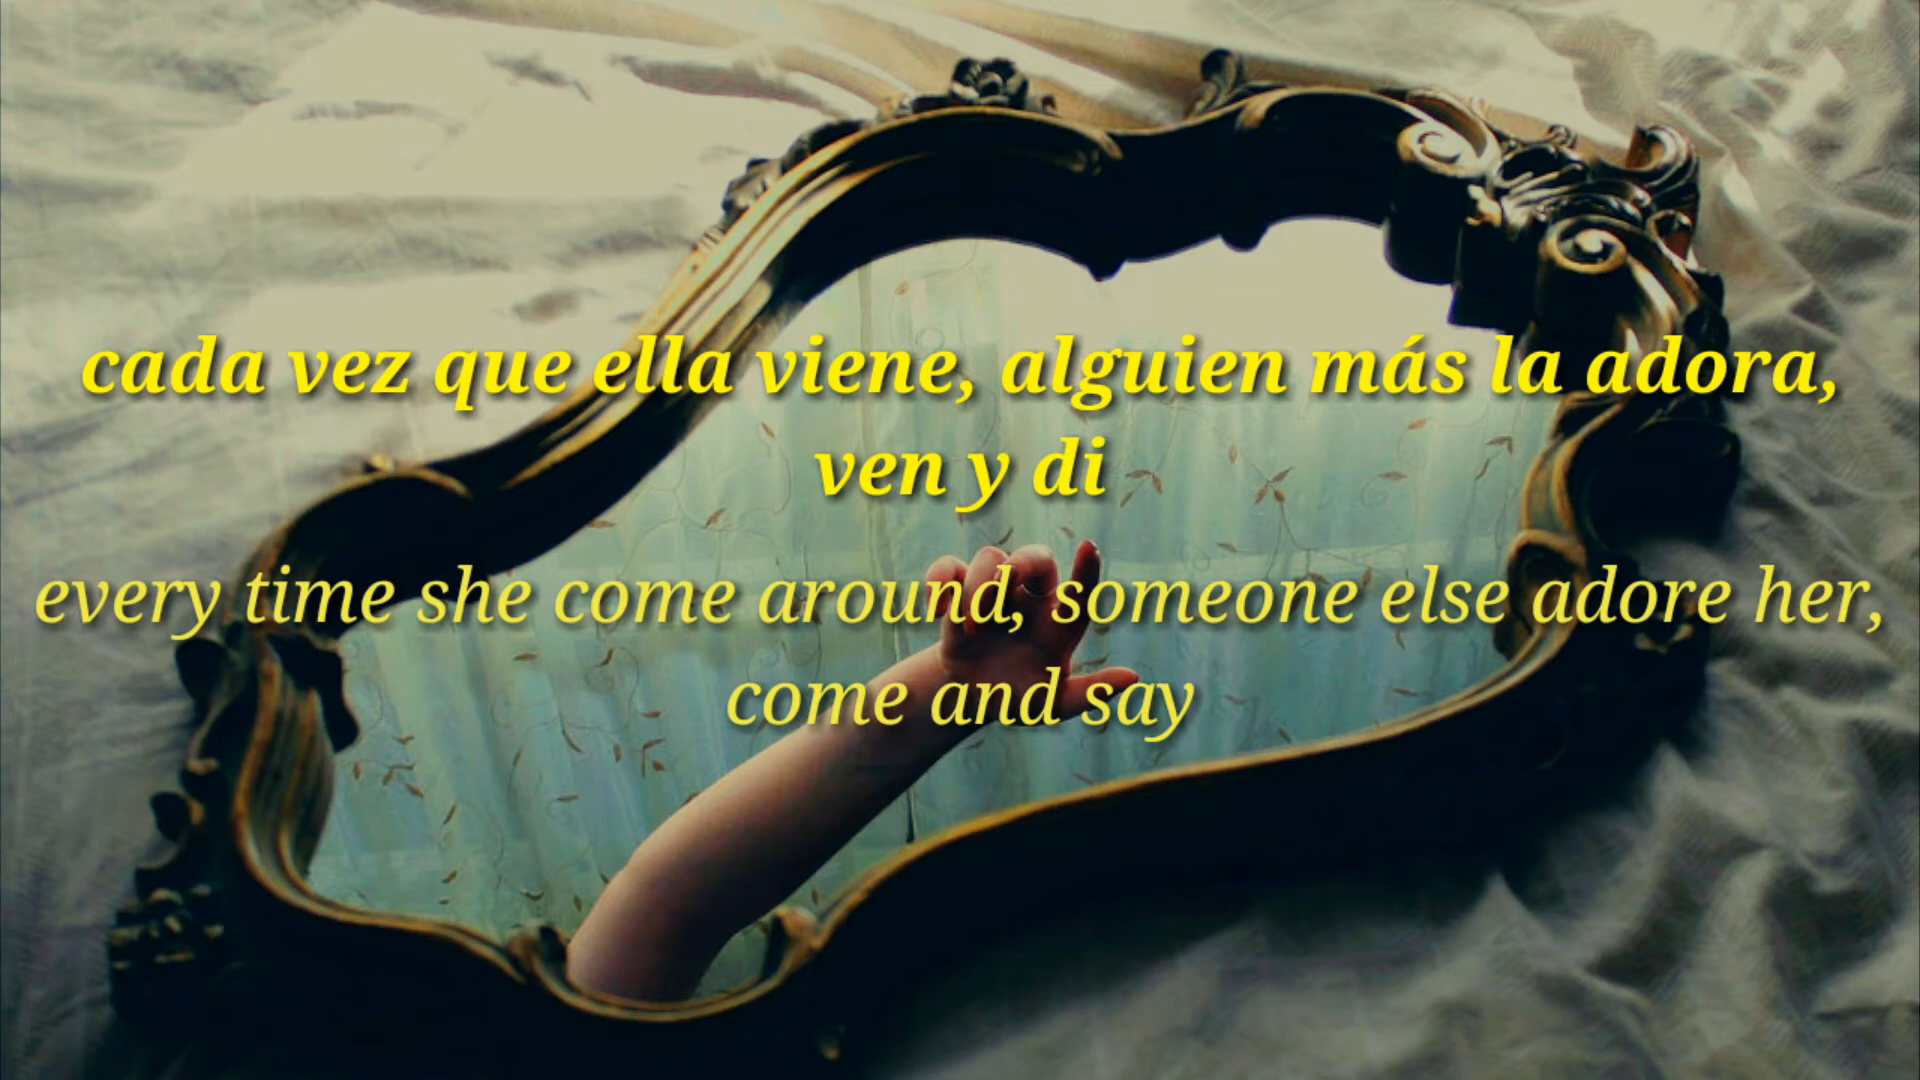 cada vez que ella viene, alguien más la adora,
ven y di
every time she come around, someone else adore her,
come and say